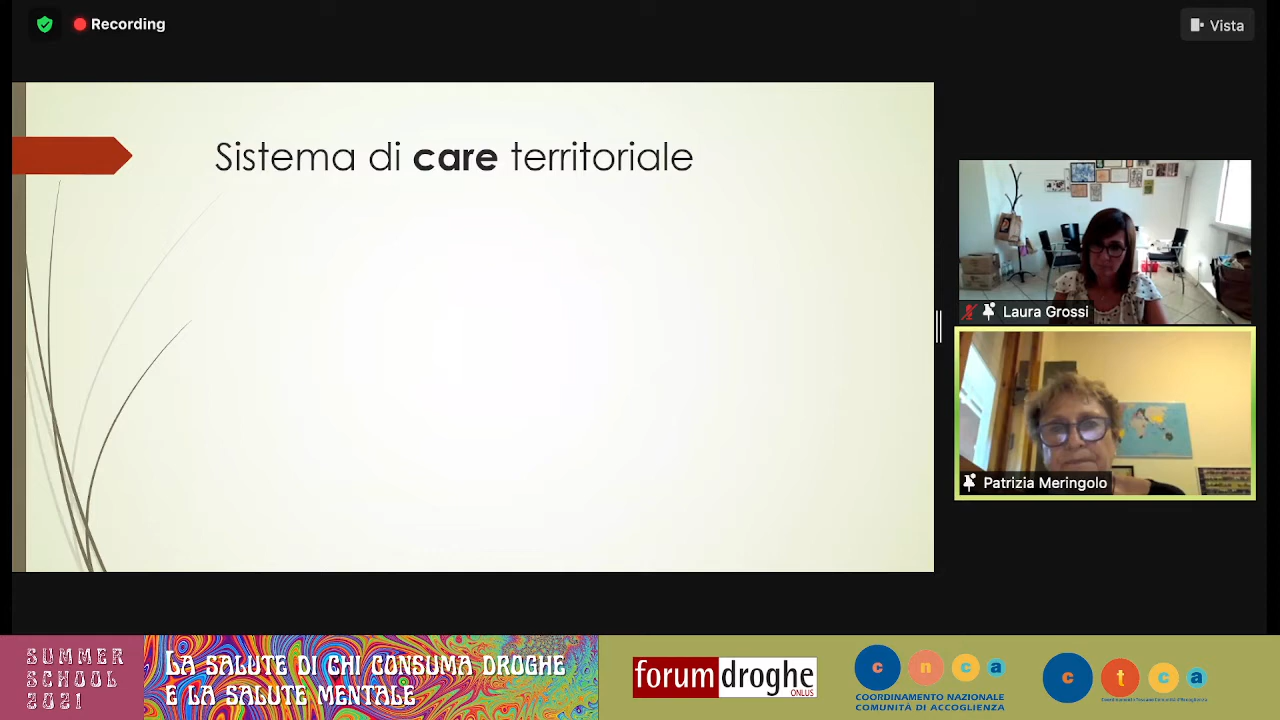 Recording
Vista
Sistema di care territoriale
Laura Grossi
Patrizia Meringolo
SUMMER
SCHOOL
2021
LA SALUTE DI CHI CONSUMA DROGHE
E LA SALUTE MENTALE
forumdroghe
ONLUS
c n c a
COORDINAMENTO NAZIONALE
COMUNITÀ DI ACCOGLIENZA
c t c a